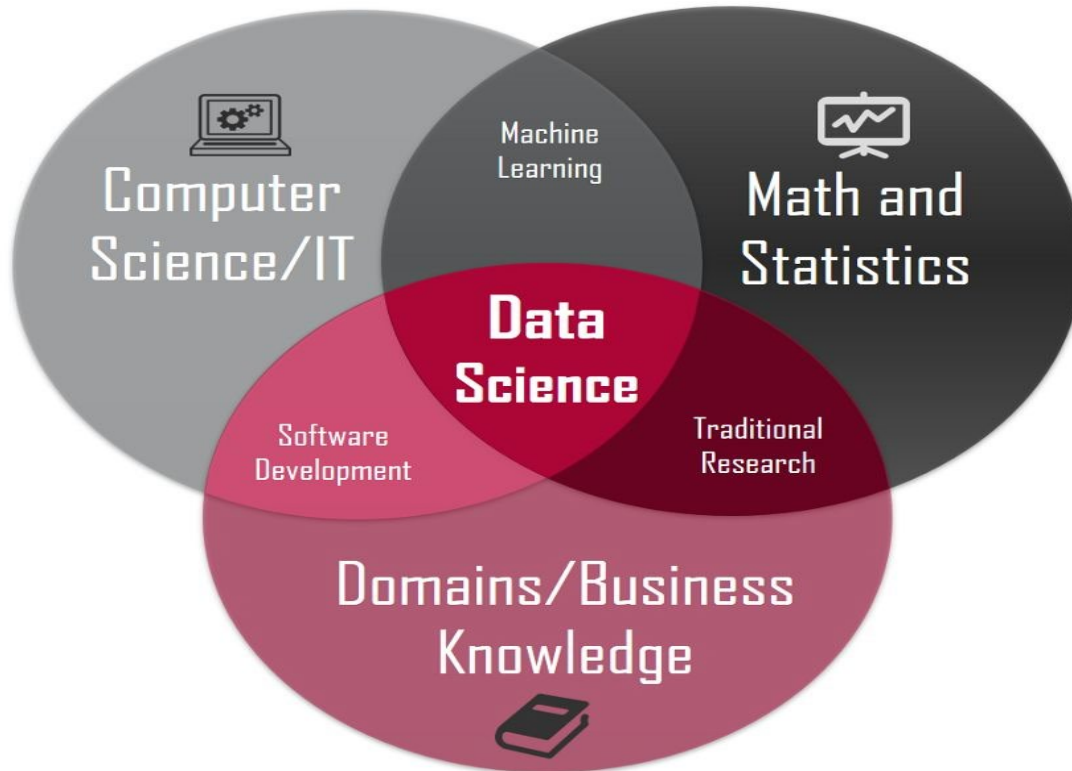 Machine
Learning
Computer
Science/IT
Math and
Statistics
Data
Science
Software
Development
Traditional
Research
Domains/Business
Knowledge